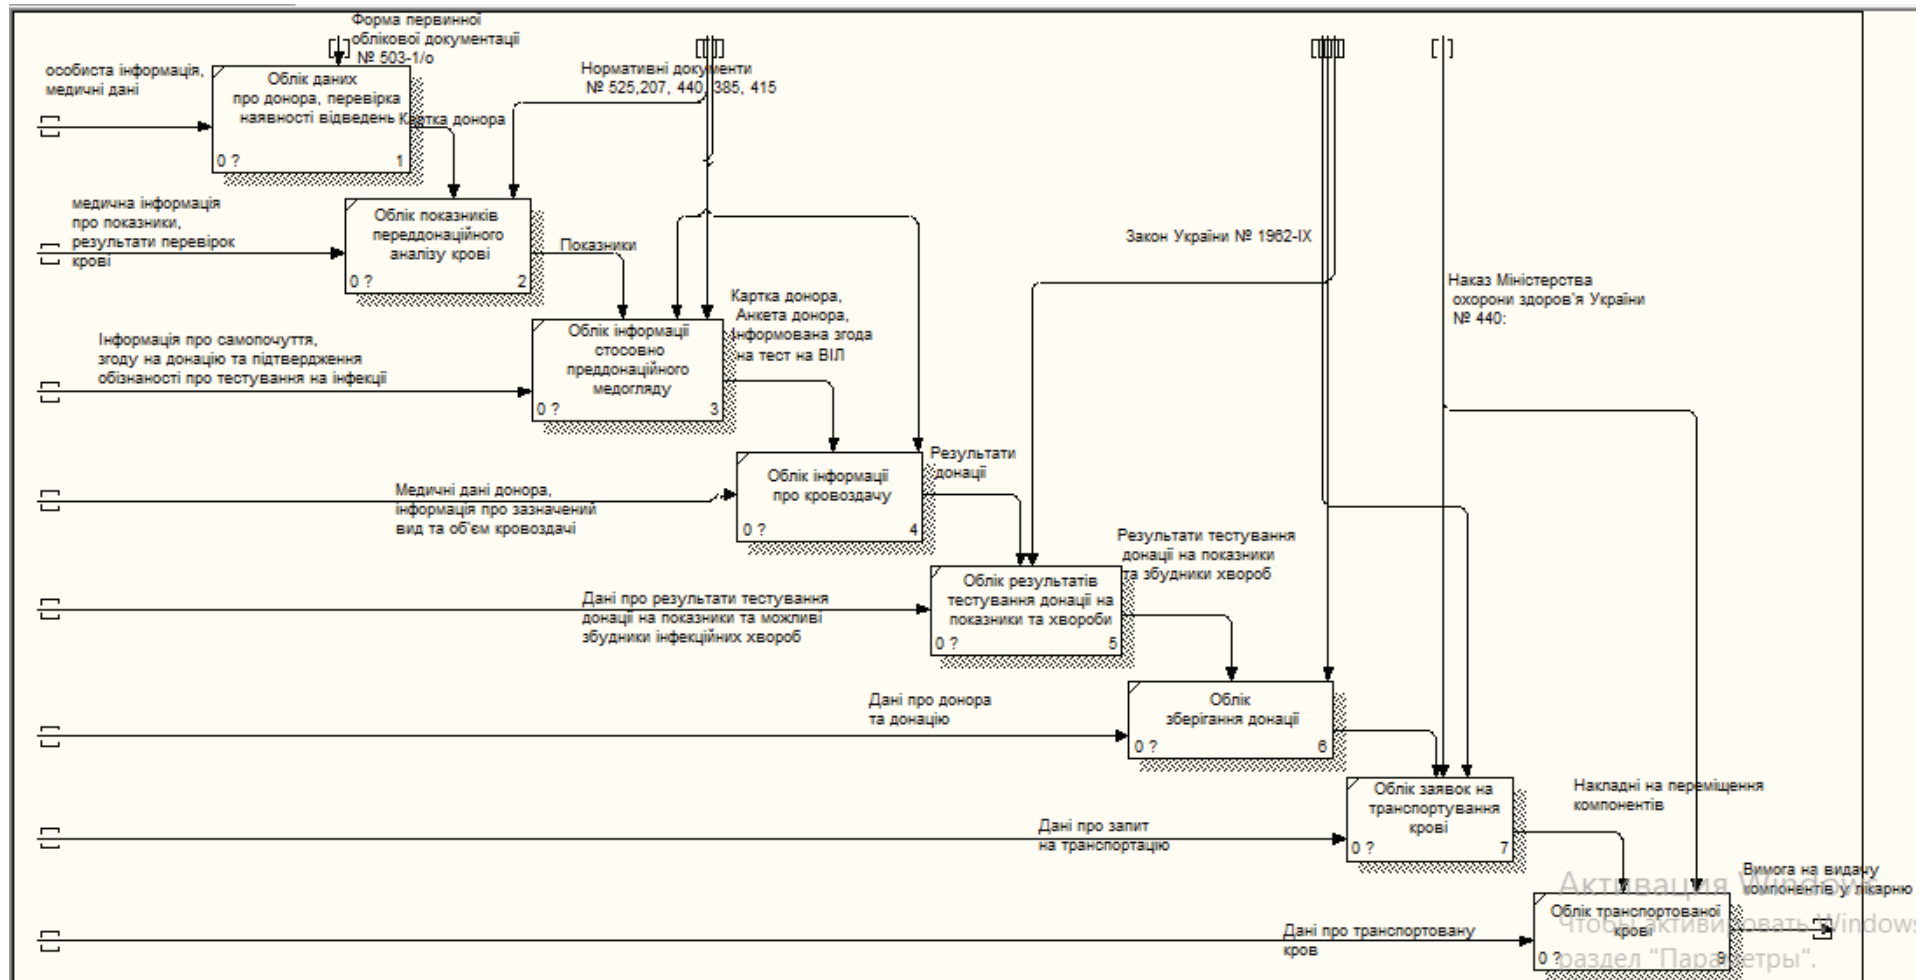 Форма первинної
облікової документації
№ 503-1/о
особиста інформація,
медичні дані
Облік даних
про донора, перевірка
наявності відведень
0 ?
1
Картка донора
Нормативні документи
№ 525,207, 440, 385, 415
медична інформація
про показники,
результати перевірок
крові
Облік показників
переддонаційного
аналізу крові
0 ?
2
Показники
Закон України № 1962-IX
Наказ Міністерства
охорони здоров'я України
№ 440:
Інформація про самопочуття,
згоду на донацію та підтвердження
обізнаності про тестування на інфекції
Облік інформації
стосовно
преддонаційного
медогляду
0 ?
3
Картка донора,
Анкета донора,
Інформована згода
на тест на ВІЛ
Медичні дані донора,
інформація про зазначений
вид та об'єм кровоздачі
Облік інформації
про кровоздачу
0 ?
4
Результати
донації
Дані про результати тестування
донації на показники та можливі
збудники інфекційних хвороб
Облік результатів
тестування донації на
показники та хвороби
0 ?
5
Результати тестування
донації на показники
та збудники хвороб
Дані про донора
та донацію
Облік
зберігання донації
0 ?
6
Дані про запит
на транспортацію
Облік заявок на
транспортування
крові
0 ?
7
Накладні на переміщення
компонентів
Дані про транспортовану
кров
Облік транспортованої
крові
0 ?
Вимога на видачу
компонентів у лікарню
Активация Windows
Чтобы активировать Windows
раздел "Параметры".